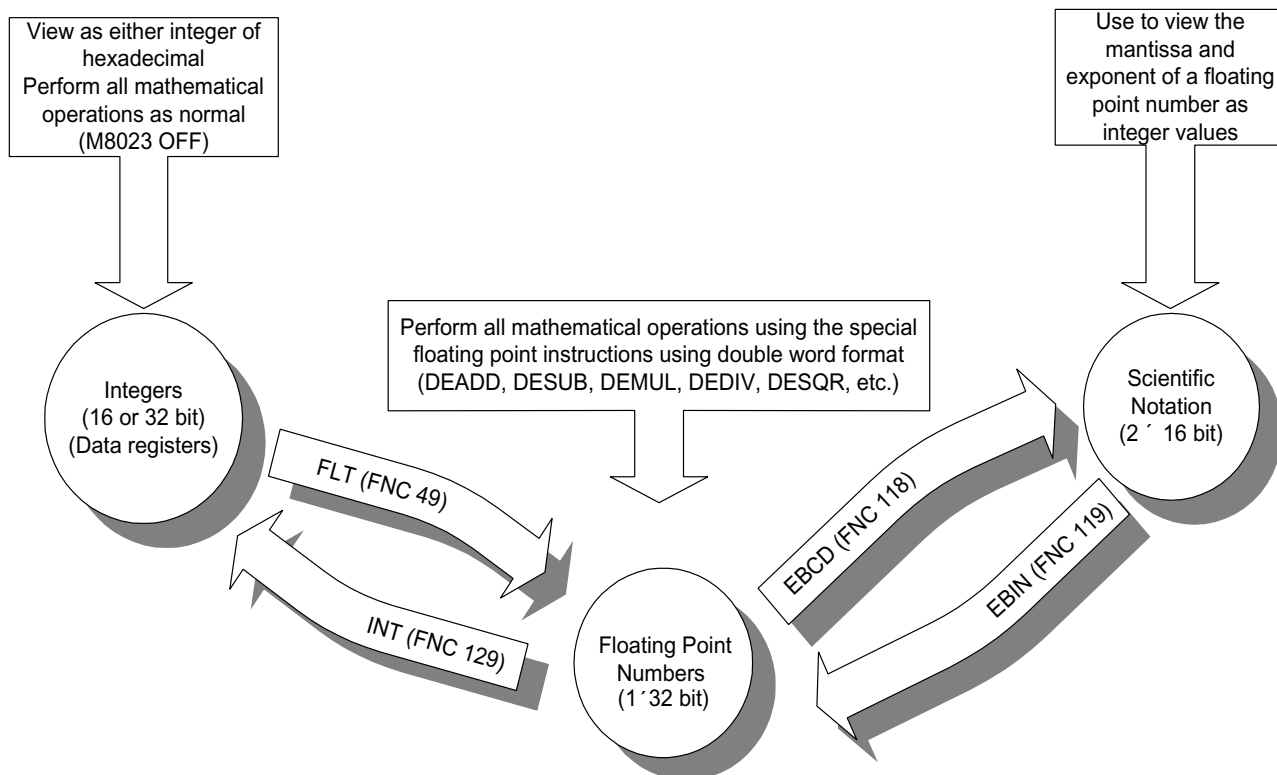 View as either integer of
hexadecimal
Perform all mathematical
operations as normal
(M8023 OFF)
Use to view the
mantissa and
exponent of a floating
point number as
integer values
Perform all mathematical operations using the special
floating point instructions using double word format
(DEADD, DESUB, DEMUL, DEDIV, DESQR, etc.)
Integers
(16 or 32 bit)
(Data registers)
Scientific
Notation
(2 ´ 16 bit)
FLT (FNC 49)
INT (FNC 129)
EBCD (FNC 118)
EBIN (FNC 119)
Floating Point
Numbers
(1 ´32 bit)